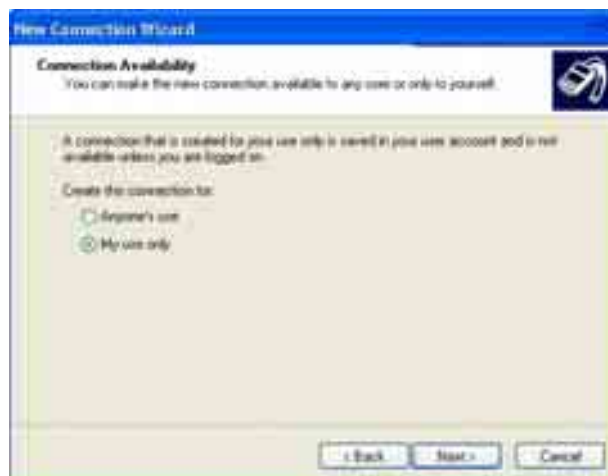 New Connection Wizard
Connection Availability
You can make the new connection available to any user or only to yourself.
A connection that is created for your use only is saved in your user account and is not
available unless you are logged on.
Create this connection for:
Anyone's use
My use only
< Back
Next >
Cancel